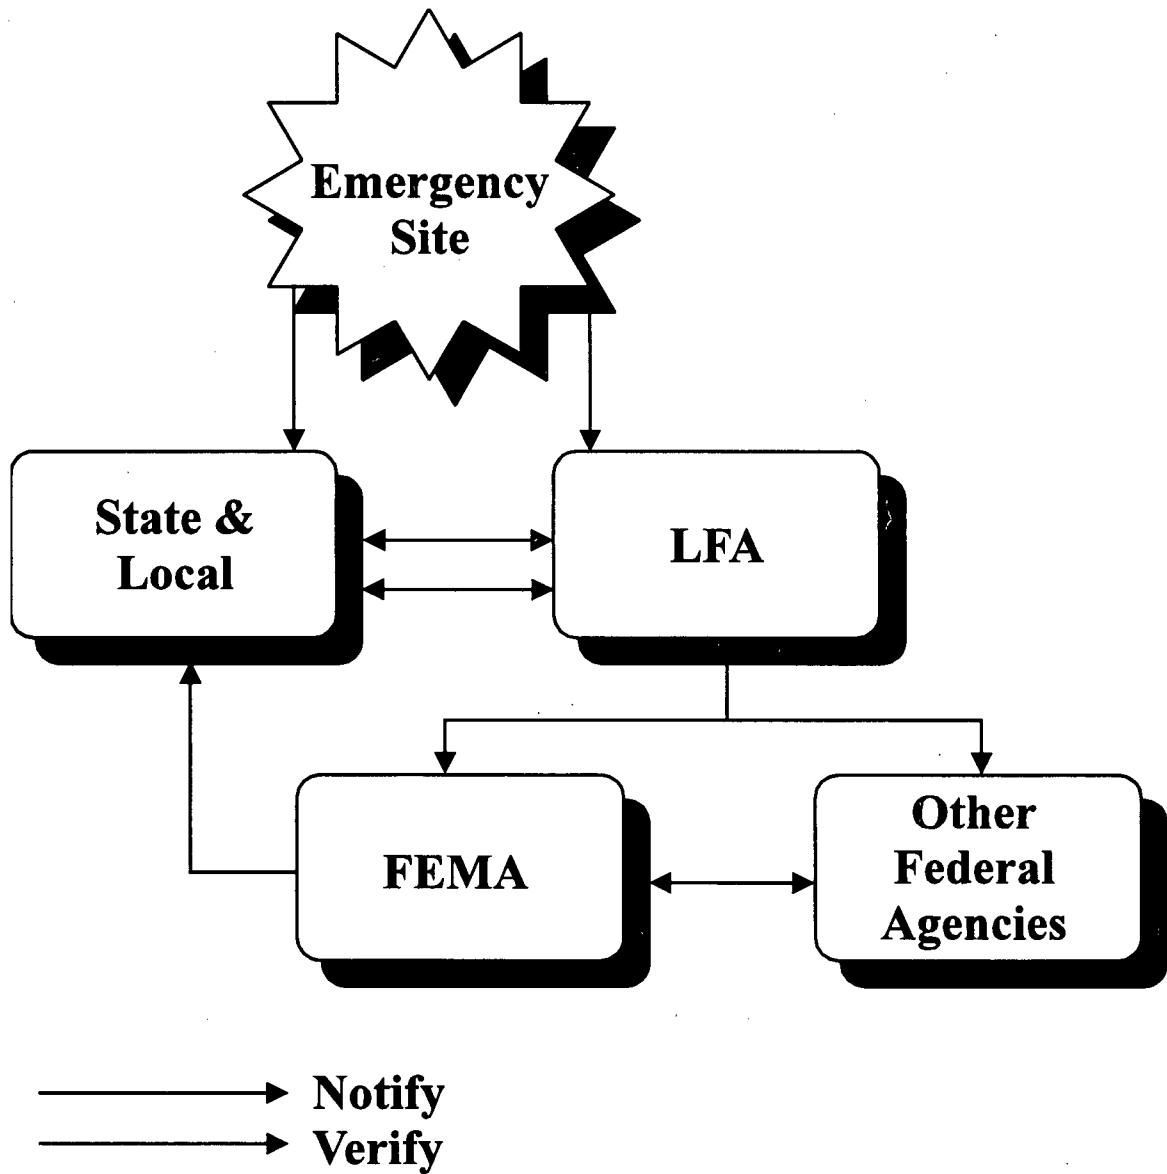 Emergency
Site
State &
Local
LFA
FEMA
Other
Federal
Agencies
Notify
Verify